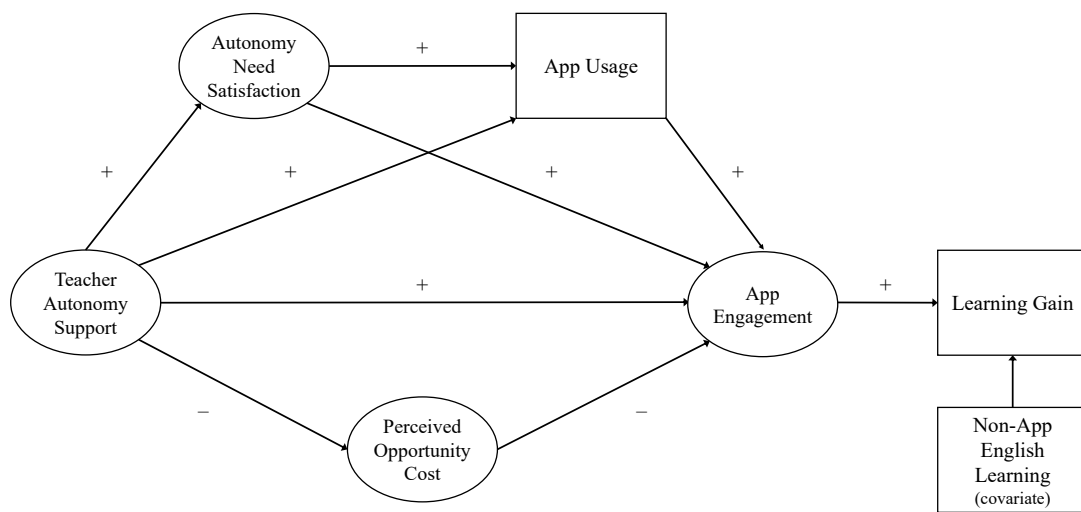 Autonomy
Need
Satisfaction
+
App Usage
+
+
+
+
Teacher
Autonomy
Support
+
App
Engagement
+
Learning Gain
−
Perceived
Opportunity
Cost
−
Non-App
English
Learning
(covariate)